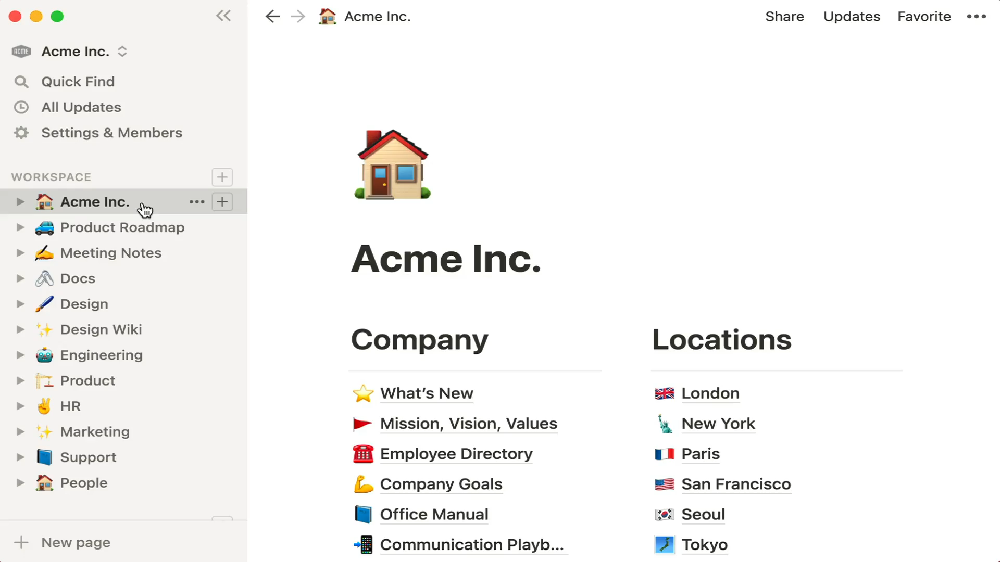 Acme Inc.
Share
Updates
Favorite
ACME
Acme Inc.
Quick Find
All Updates
Settings & Members
WORKSPACE
Acme Inc.
Product Roadmap
Meeting Notes
Docs
Design
Design Wiki
Engineering
Product
HR
Marketing
Support
People
New page
Acme Inc.
Company
What’s New
Mission, Vision, Values
Employee Directory
Company Goals
Office Manual
Communication Playb...
Locations
London
New York
Paris
San Francisco
Seoul
Tokyo